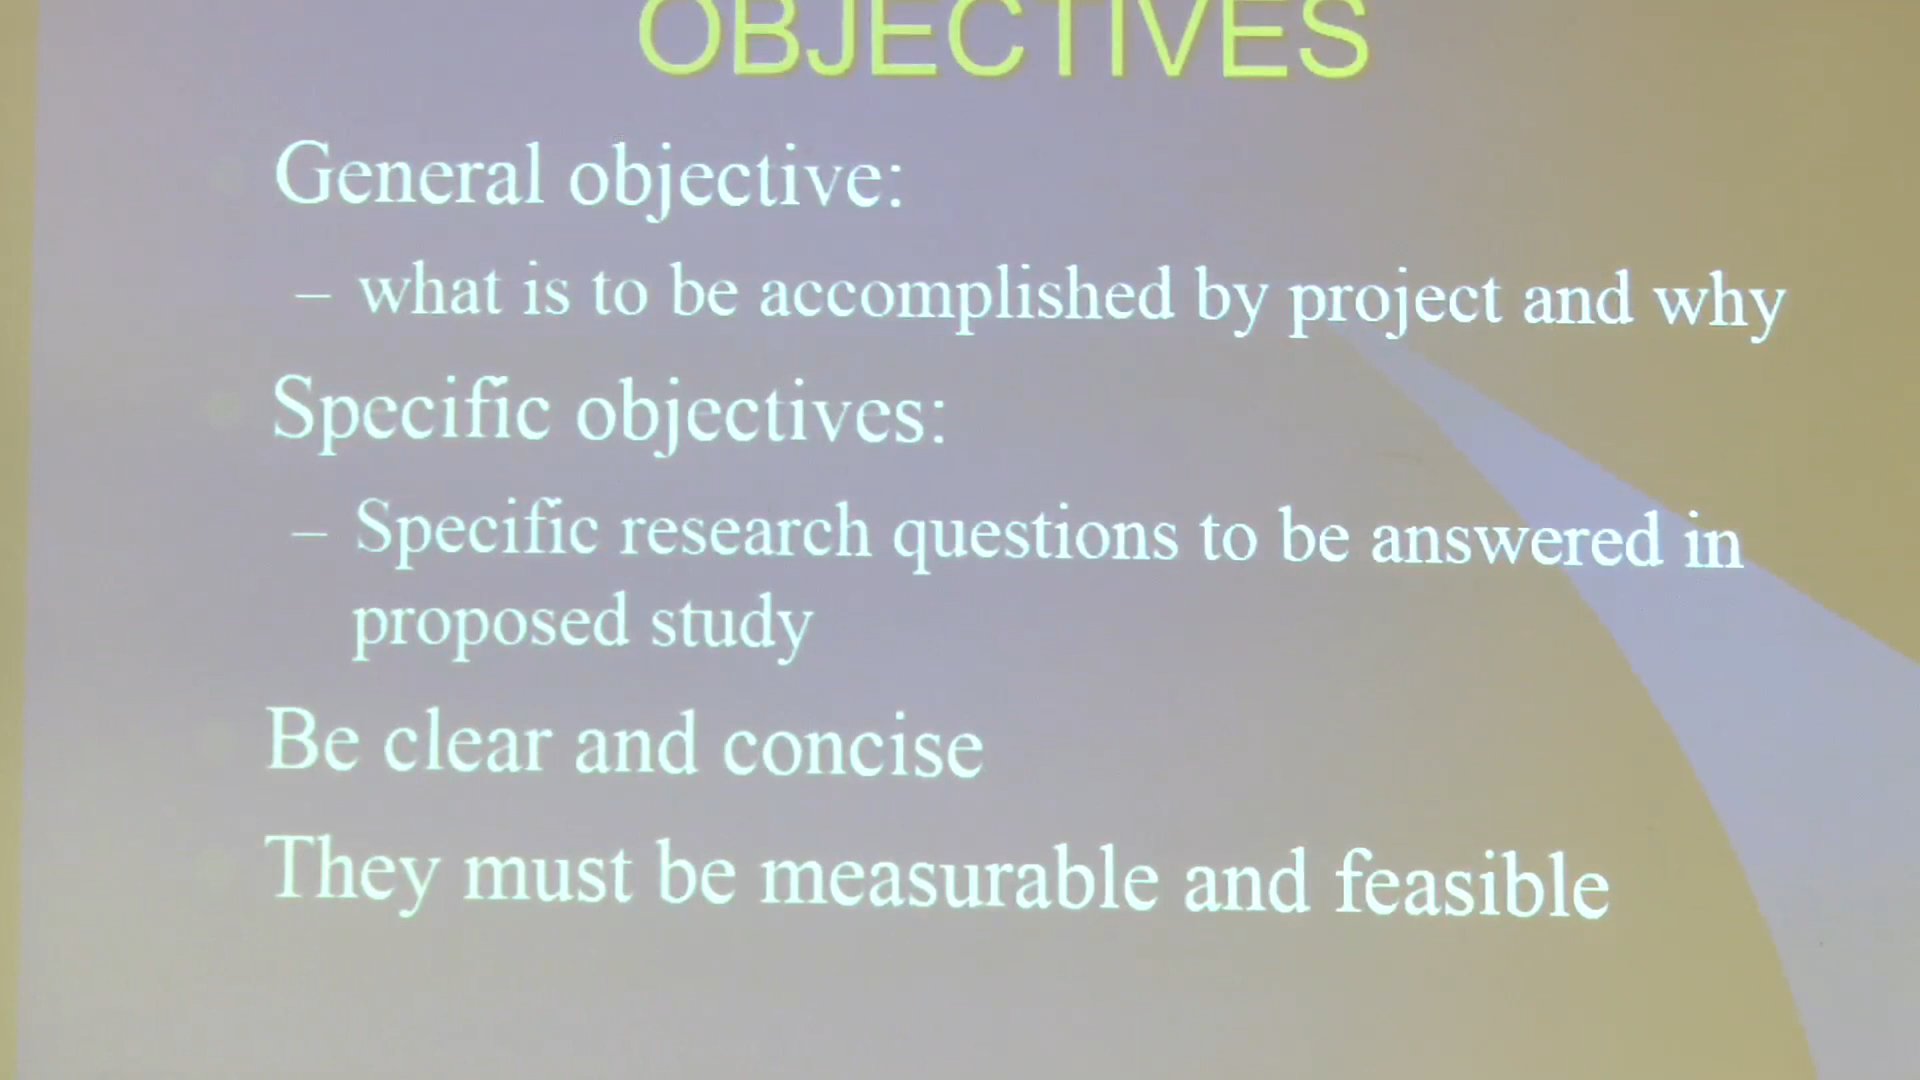 OBJECTIVES
General objective:
– what is to be accomplished by project and why
Specific objectives:
– Specific research questions to be answered in
proposed study
Be clear and concise
They must be measurable and feasible